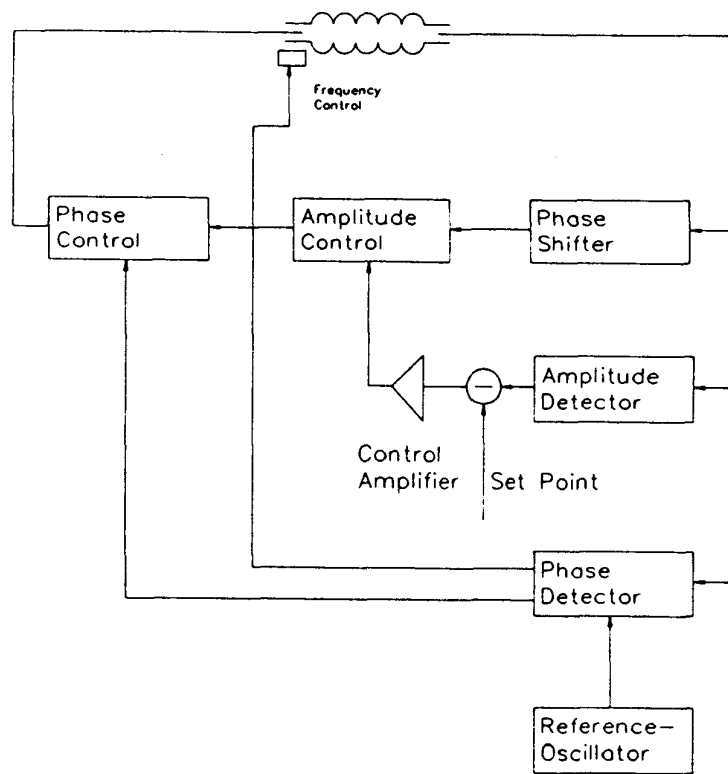 Frequency
Control
Phase
Control
Amplitude
Control
Phase
Shifter
Amplitude
Detector
Control
Amplifier
Set Point
Phase
Detector
Reference-
Oscillator